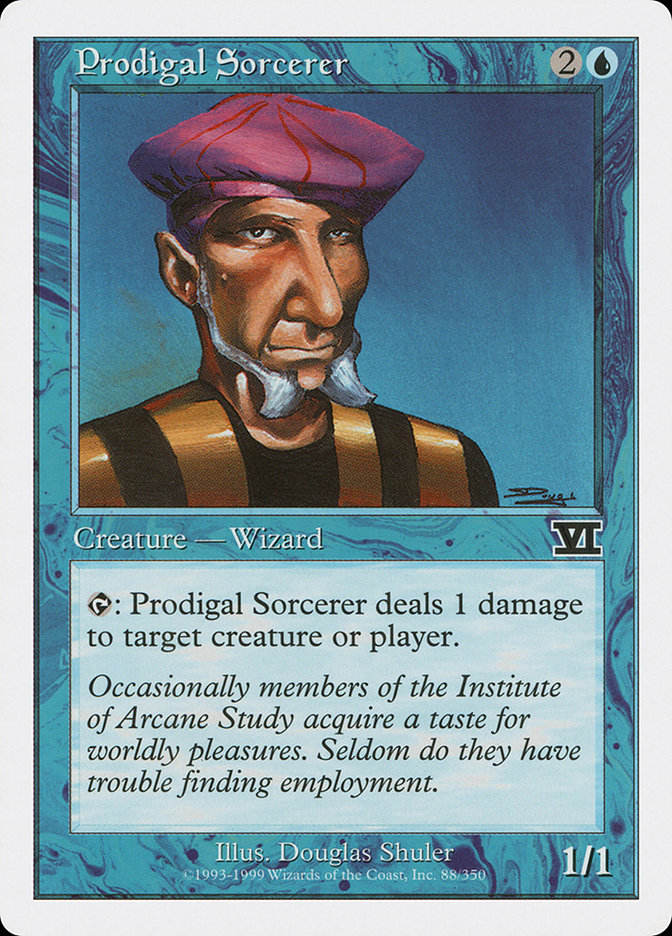 Prodigal Sorcerer
2
Creature — Wizard
VI
: Prodigal Sorcerer deals 1 damage
to target creature or player.
Occasionally members of the Institute
of Arcane Study acquire a taste for
worldly pleasures. Seldom do they have
trouble finding employment.
Illus. Douglas Shuler
©1993-1999 Wizards of the Coast, Inc. 88/350
1/1